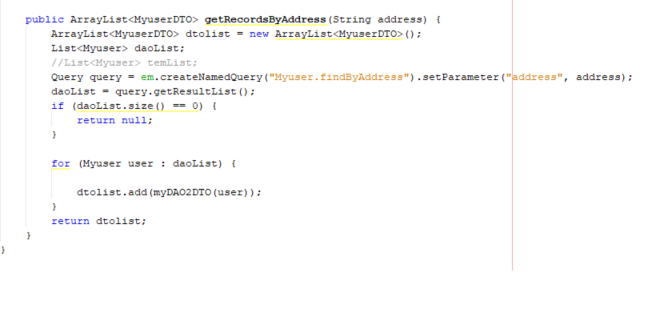 public ArrayList<MyuserDTO> getRecordsByAddress(String address) {
ArrayList<MyuserDTO> dtolist = new ArrayList<MyuserDTO>();
List<Myuser> daoList;
//List<Myuser> temList;
Query query = em.createNamedQuery("Myuser.findByAddress").setParameter("address", address);
daoList = query.getResultList();
if (daoList.size() == 0) {
return null;
}
for (Myuser user : daoList) {
dtolist.add(myDAO2DTO(user));
}
return dtolist;
}
}